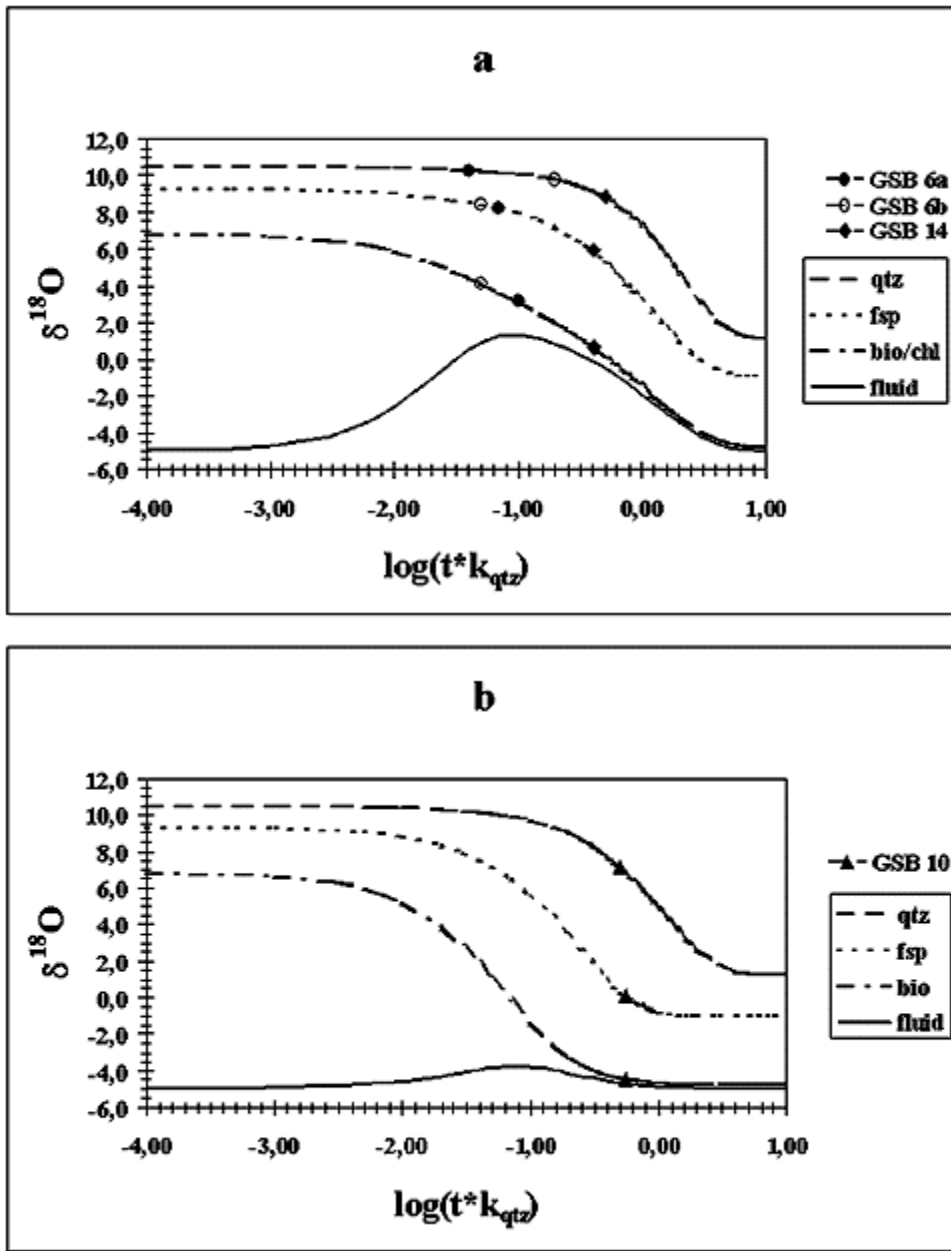 a
12,0
10,0
8,0
6,0
4,0
2,0
0,0
-2,0
-4,0
-6,0
δ¹⁸O
-4,00 -3,00 -2,00 -1,00 0,00 1,00
log(t*kqtz)
GSB 6a
GSB 6b
GSB 14
qtz
fsp
bio/chl
fluid
b
12,0
10,0
8,0
6,0
4,0
2,0
0,0
-2,0
-4,0
-6,0
δ¹⁸O
-4,00 -3,00 -2,00 -1,00 0,00 1,00
log(t*kqtz)
GSB 10
qtz
fsp
bio
fluid